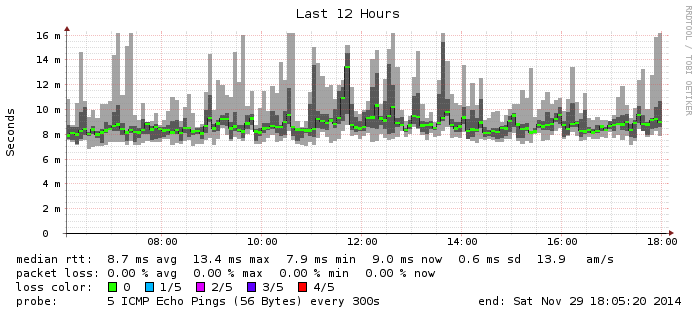 Last 12 Hours
RRDTOOL / TOBI OETIKER
Seconds
16 m
14 m
12 m
10 m
8 m
6 m
4 m
2 m
0
08:00 10:00 12:00 14:00 16:00 18:00
median rtt: 8.7 ms avg 13.4 ms max 7.9 ms min 9.0 ms now 0.6 ms sd 13.9 am/s
packet loss: 0.00 % avg 0.00 % max 0.00 % min 0.00 % now
loss color: 0 1/5 2/5 3/5 4/5
probe: 5 ICMP Echo Pings (56 Bytes) every 300s end: Sat Nov 29 18:05:20 2014